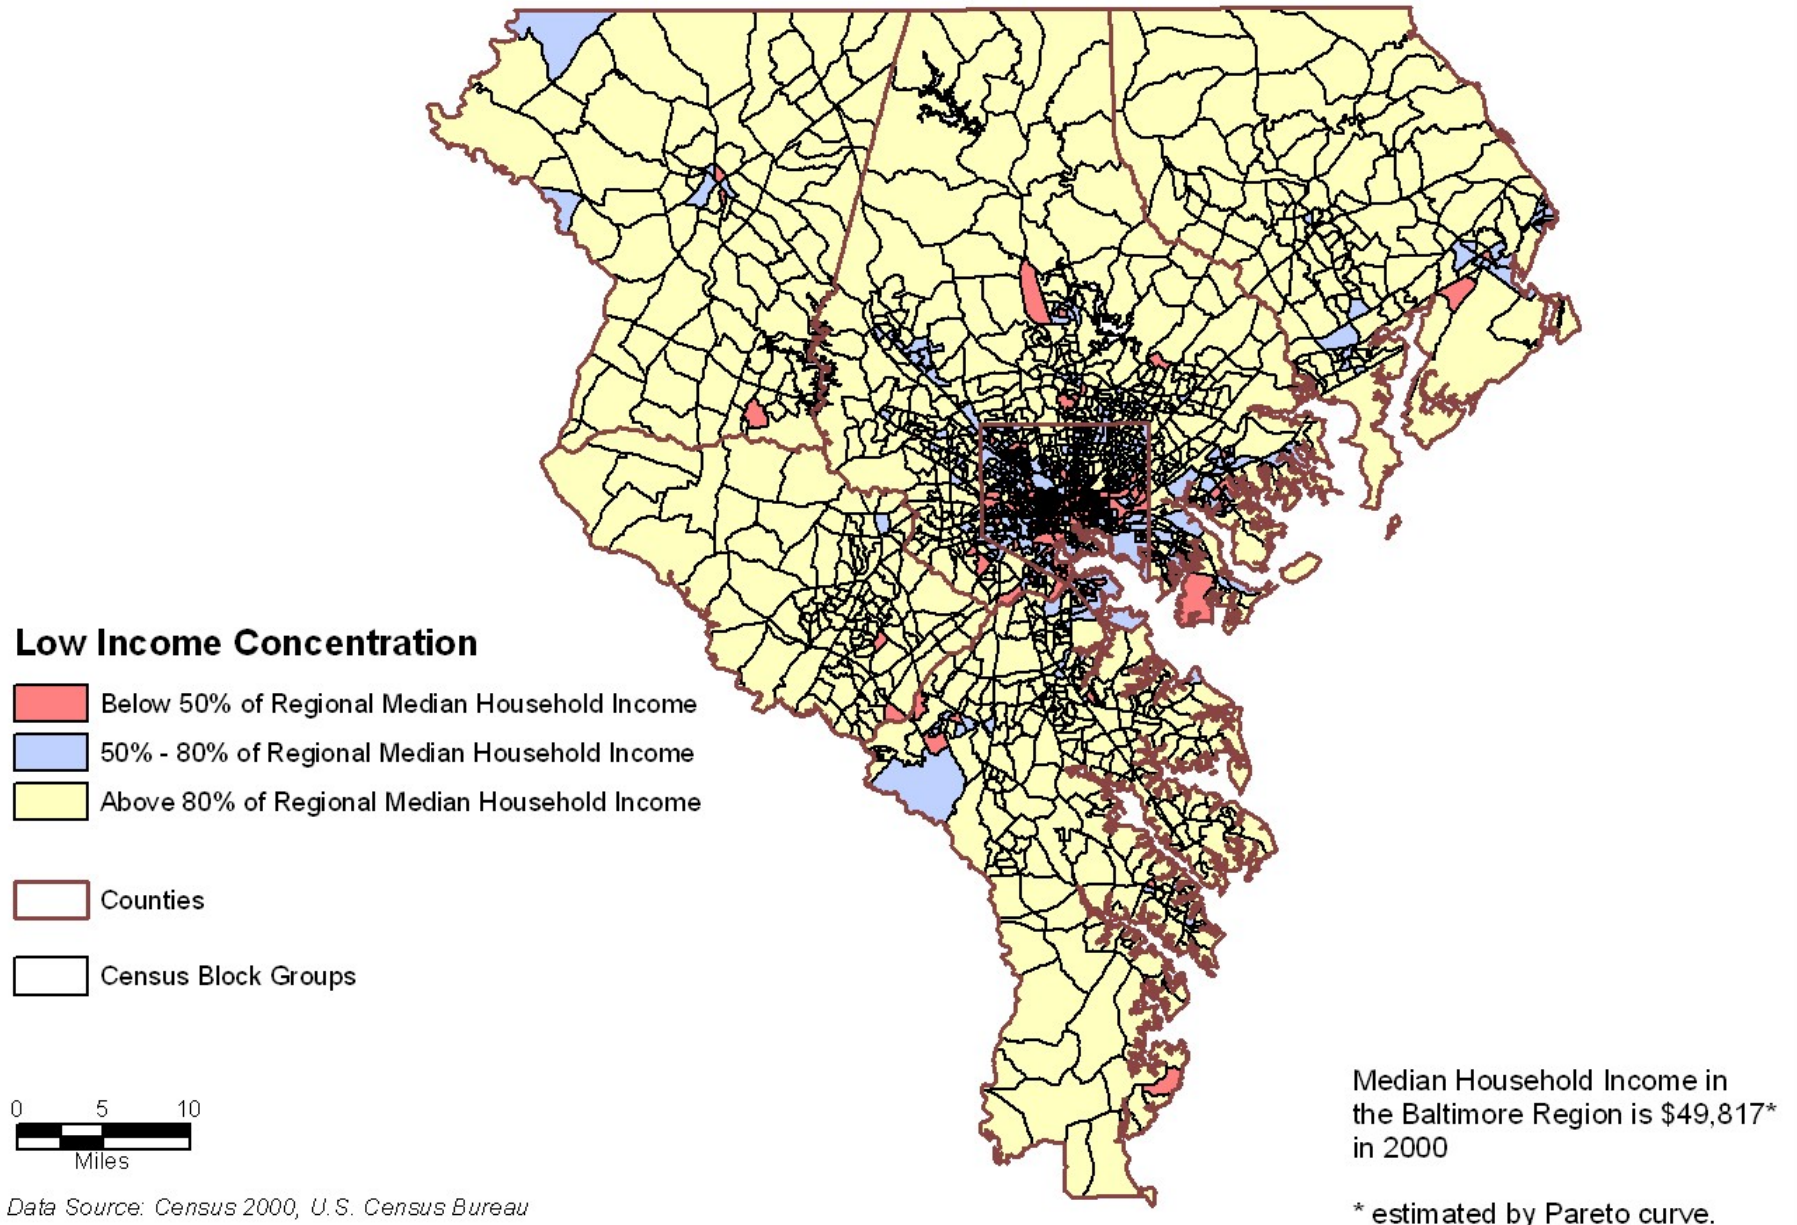 Low Income Concentration
Below 50% of Regional Median Household Income
50% - 80% of Regional Median Household Income
Above 80% of Regional Median Household Income
Counties
Census Block Groups
0 5 10
Miles
Data Source: Census 2000, U.S. Census Bureau
Median Household Income in
the Baltimore Region is $49,817*
in 2000
* estimated by Pareto curve.